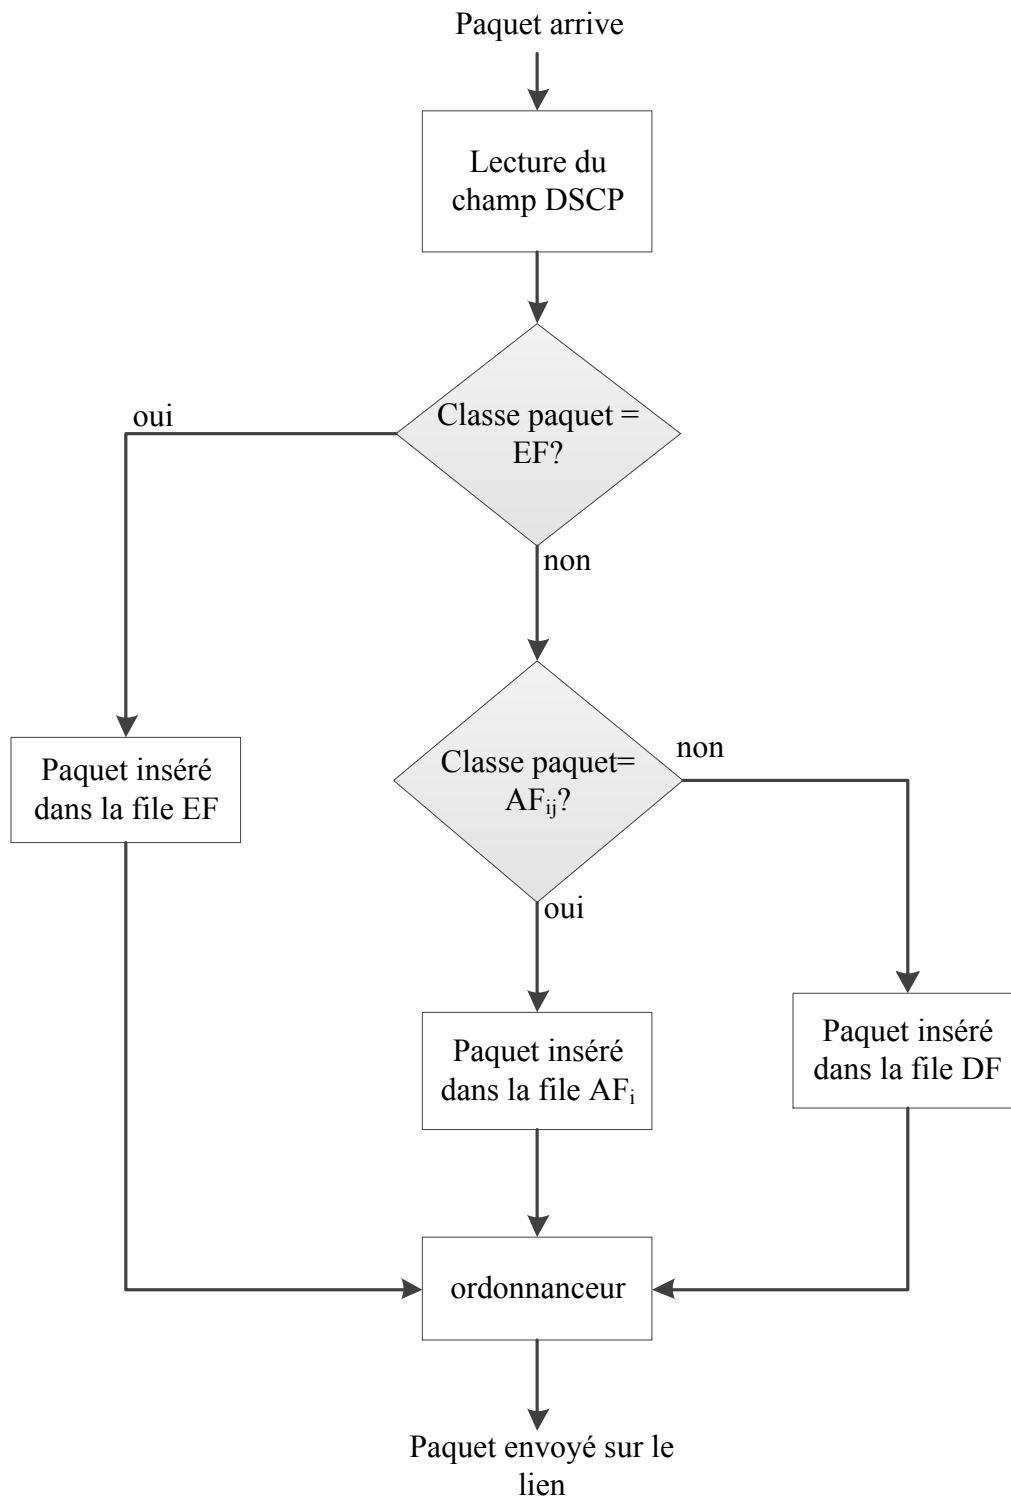 Paquet arrive
Lecture du
champ DSCP
oui
Classe paquet =
EF?
non
Classe paquet=
AFij?
non
oui
Paquet inséré
dans la file EF
Paquet inséré
dans la file AFi
Paquet inséré
dans la file DF
ordonnanceur
Paquet envoyé sur le
lien